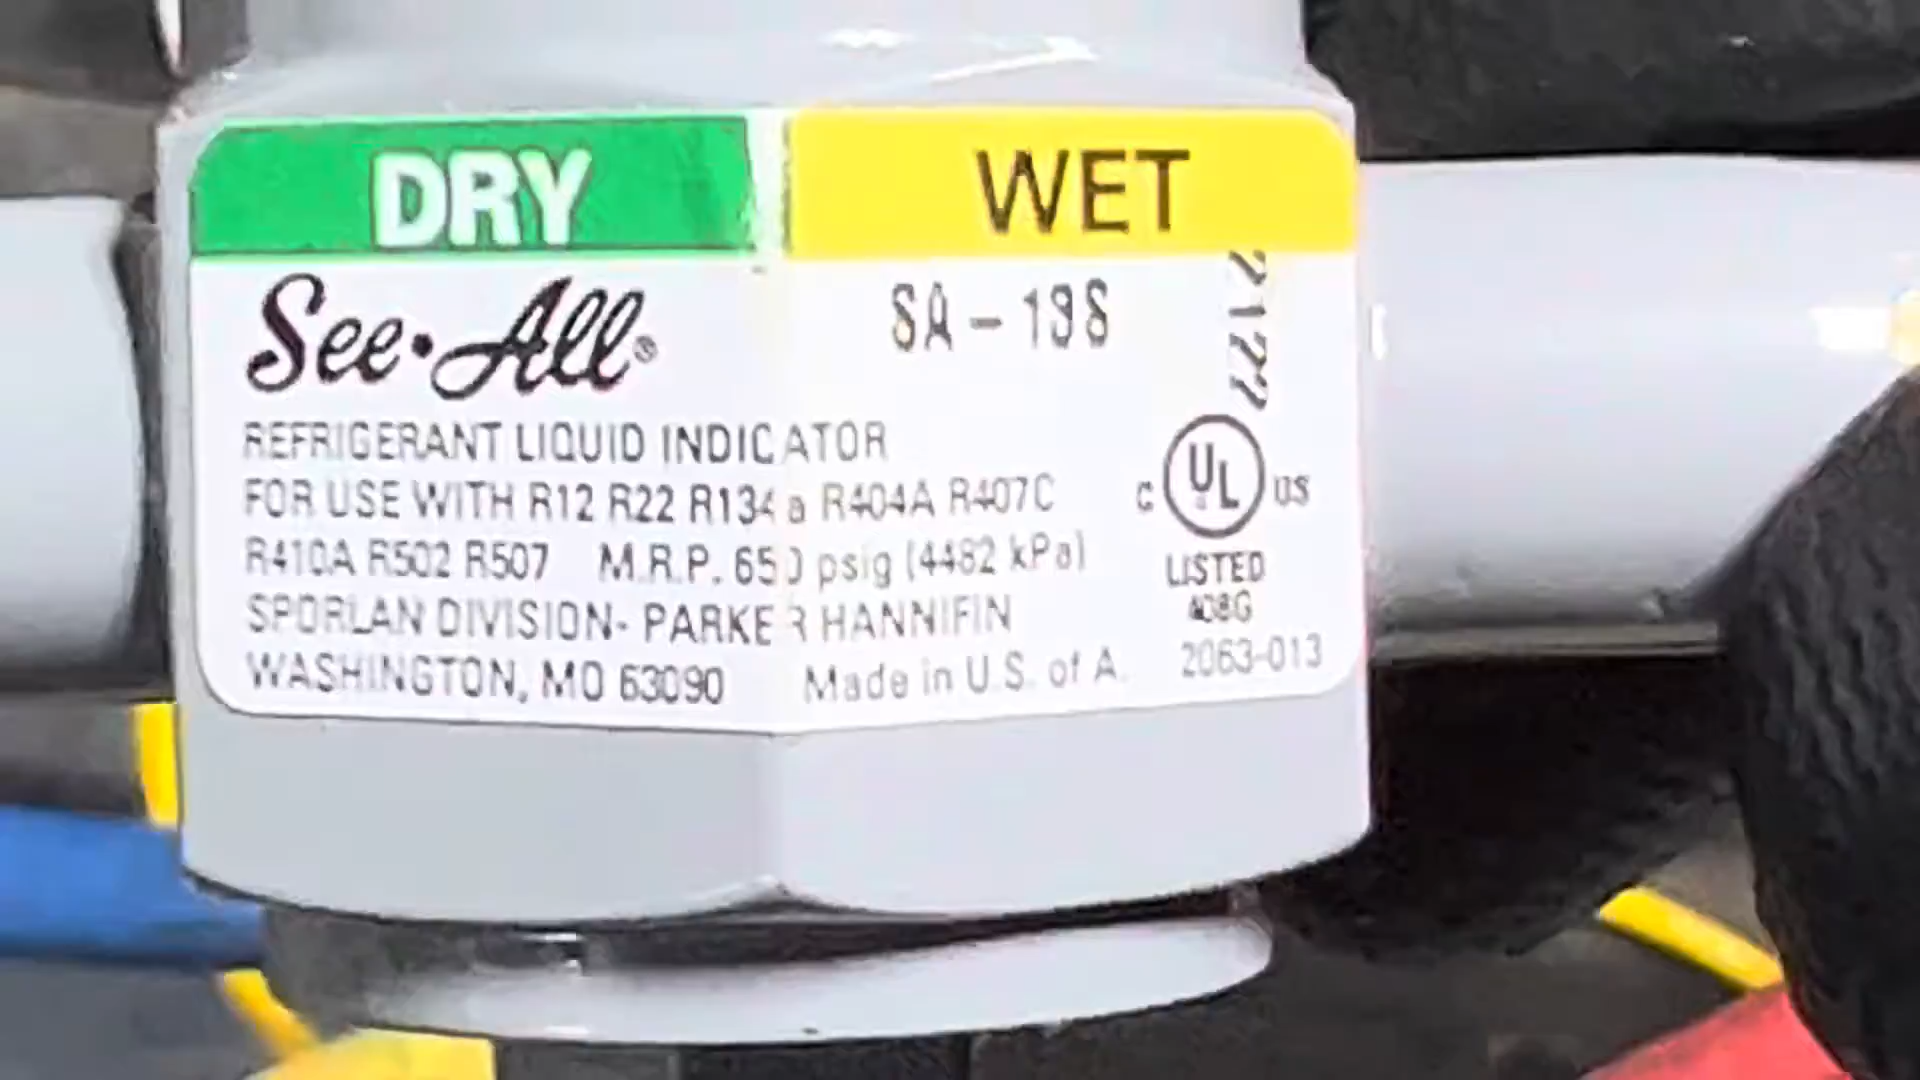 DRY WET
See·All® SA - 13S
2122
REFRIGERANT LIQUID INDICATOR
FOR USE WITH R12 R22 R134a R404A R407C
R410A R502 R507 M.R.P. 650 psig (4482 kPa)
SPORLAN DIVISION- PARKER HANNIFIN
WASHINGTON, MO 63090 Made in U.S. of A.
C UL US
LISTED
408G
2063-013